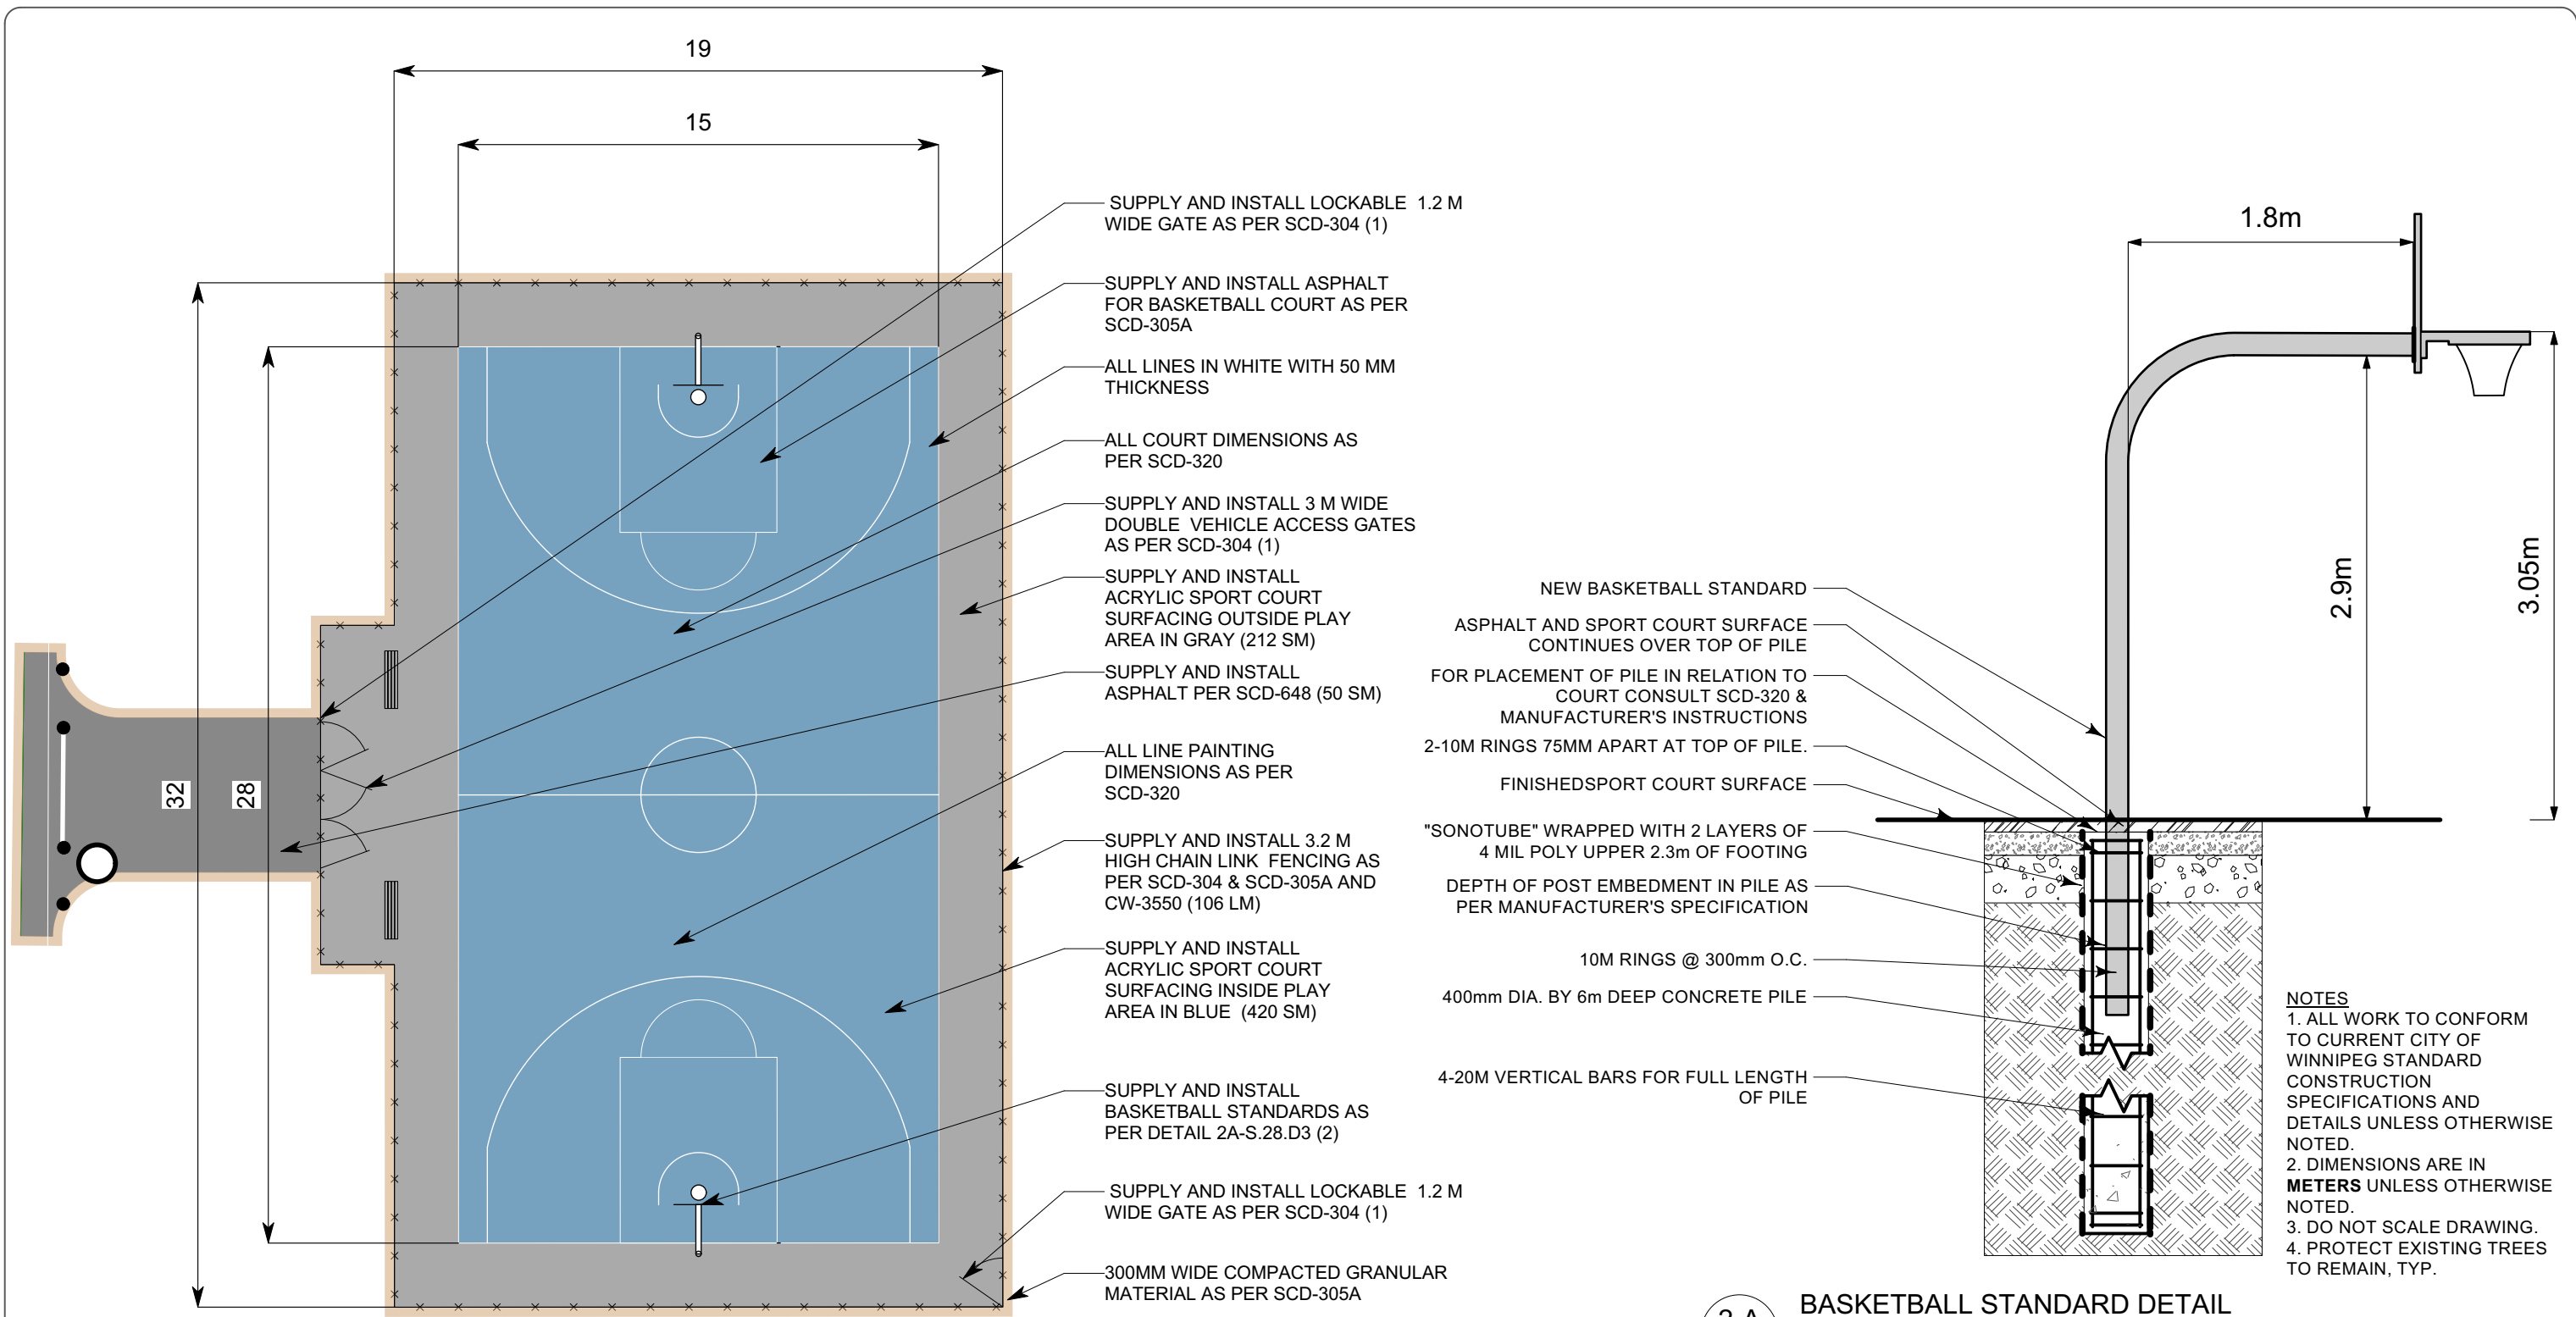 19
15
SUPPLY AND INSTALL LOCKABLE 1.2 M
WIDE GATE AS PER SCD-304 (1)
SUPPLY AND INSTALL ASPHALT
FOR BASKETBALL COURT AS PER
SCD-305A
ALL LINES IN WHITE WITH 50 MM
THICKNESS
ALL COURT DIMENSIONS AS
PER SCD-320
SUPPLY AND INSTALL 3 M WIDE
DOUBLE VEHICLE ACCESS GATES
AS PER SCD-304 (1)
SUPPLY AND INSTALL
ACRYLIC SPORT COURT
SURFACING OUTSIDE PLAY
AREA IN GRAY (212 SM)
SUPPLY AND INSTALL
ASPHALT PER SCD-648 (50 SM)
ALL LINE PAINTING
DIMENSIONS AS PER
SCD-320
SUPPLY AND INSTALL 3.2 M
HIGH CHAIN LINK FENCING AS
PER SCD-304 & SCD-305A AND
CW-3550 (106 LM)
SUPPLY AND INSTALL
ACRYLIC SPORT COURT
SURFACING INSIDE PLAY
AREA IN BLUE (420 SM)
SUPPLY AND INSTALL
BASKETBALL STANDARDS AS
PER DETAIL 2A-S.28.D3 (2)
SUPPLY AND INSTALL LOCKABLE 1.2 M
WIDE GATE AS PER SCD-304 (1)
300MM WIDE COMPACTED GRANULAR
MATERIAL AS PER SCD-305A
32
28
1.8m
2.9m
3.05m
NEW BASKETBALL STANDARD
ASPHALT AND SPORT COURT SURFACE
CONTINUES OVER TOP OF PILE
FOR PLACEMENT OF PILE IN RELATION TO
COURT CONSULT SCD-320 &
MANUFACTURER'S INSTRUCTIONS
2-10M RINGS 75MM APART AT TOP OF PILE.
FINISHEDSPORT COURT SURFACE
"SONOTUBE" WRAPPED WITH 2 LAYERS OF
4 MIL POLY UPPER 2.3m OF FOOTING
DEPTH OF POST EMBEDMENT IN PILE AS
PER MANUFACTURER'S SPECIFICATION
10M RINGS @ 300mm O.C.
400mm DIA. BY 6m DEEP CONCRETE PILE
4-20M VERTICAL BARS FOR FULL LENGTH
OF PILE
NOTES
1. ALL WORK TO CONFORM
TO CURRENT CITY OF
WINNIPEG STANDARD
CONSTRUCTION
SPECIFICATIONS AND
DETAILS UNLESS OTHERWISE
NOTED.
2. DIMENSIONS ARE IN
METERS UNLESS OTHERWISE
NOTED.
3. DO NOT SCALE DRAWING.
4. PROTECT EXISTING TREES
TO REMAIN, TYP.
2-A
BASKETBALL STANDARD DETAIL